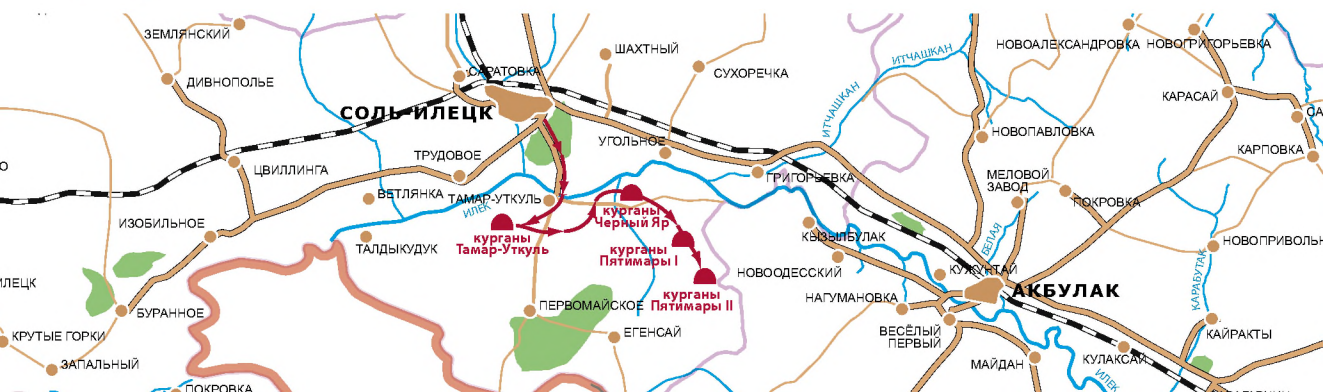 ЗЕМЛЯНСКИЙ
ДИВНОПОЛЬЕ
САРАТОВКА
ШАХТНЫЙ
СУХОРЕЧКА
ИТЧАШКАН
НОВОАЛЕКСАНДРОВКА
НОВОГРИГОРЬЕВКА
СОЛЬ-ИЛЕЦК
ИТЧАШКАН
КАРАСАЙ
УГОЛЬНОЕ
НОВОПАВЛОВКА
КАРПОВКА
ЦВИЛЛИНГА
ТРУДОВОЕ
ГРИГОРЬЕВКА
МЕЛОВОЙ
ЗАВОД
ВЕТЛЯНКА
ТАМАР-УТКУЛЬ
ПОКРОВКА
ИЛЕК
ИЗОБИЛЬНОЕ
курганы
Черный Яр
ТАЛДЫКУДУК
курганы
Тамар-Уткуль
курганы
Пятимары I
КЫЗЫЛБУЛАК
БЕЛАЯ
НОВОПРИВОЛЬН
НОВООДЕССКИЙ
КУЖУНТАЙ
ИЛЕЦК
КАРАБУТАК
курганы
Пятимары II
НАГУМАНОВКА
АКБУЛАК
БУРАННОЕ
ПЕРВОМАЙСКОЕ
КРУТЫЕ ГОРКИ
ЕГЕНСАЙ
ВЕСЁЛЫЙ
ПЕРВЫЙ
КАЙРАКТЫ
ЗАПАЛЬНЫЙ
МАЙДАН
КУЛАКСАЙ
ИЛЕК
ПОКРОВКА